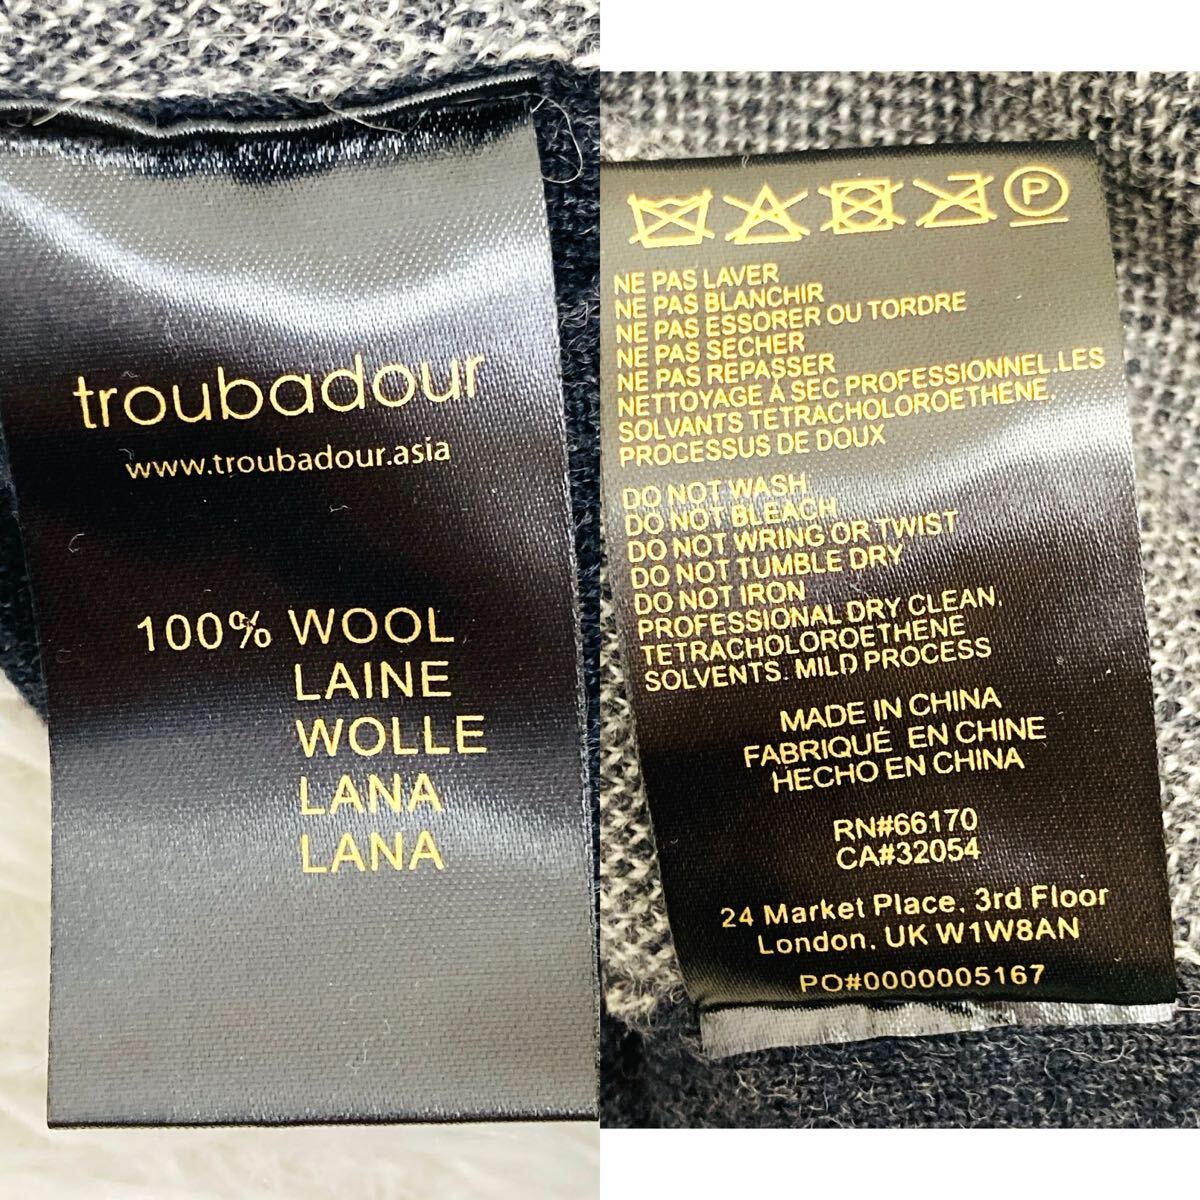 troubadour
www.troubadour.asia
100% WOOL
LAINE
WOLLE
LANA
LANA
P
NE PAS LAVER
NE PAS BLANCHIR
NE PAS ESSORER OU TORDRE
NE PAS SECHER
NE PAS REPASSER
NETTOYAGE À SEC PROFESSIONNEL.LES
SOLVANTS TETRACHOLOROETHENE.
PROCESSUS DE DOUX
DO NOT WASH
DO NOT BLEACH
DO NOT WRING OR TWIST
DO NOT TUMBLE DRY
DO NOT IRON
PROFESSIONAL DRY CLEAN.
TETRACHOLOROETHENE
SOLVENTS. MILD PROCESS
MADE IN CHINA
FABRIQUÉ EN CHINE
HECHO EN CHINA
RN#66170
CA#32054
24 Market Place, 3rd Floor
London, UK W1W8AN
PO#0000005167